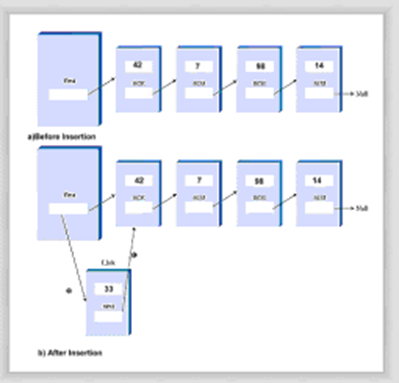 First
42
next
7
next
98
next
14
next
Null
a)Before Insertion
First
42
next
7
next
98
next
14
next
Null
Link
33
next
b) After Insertion